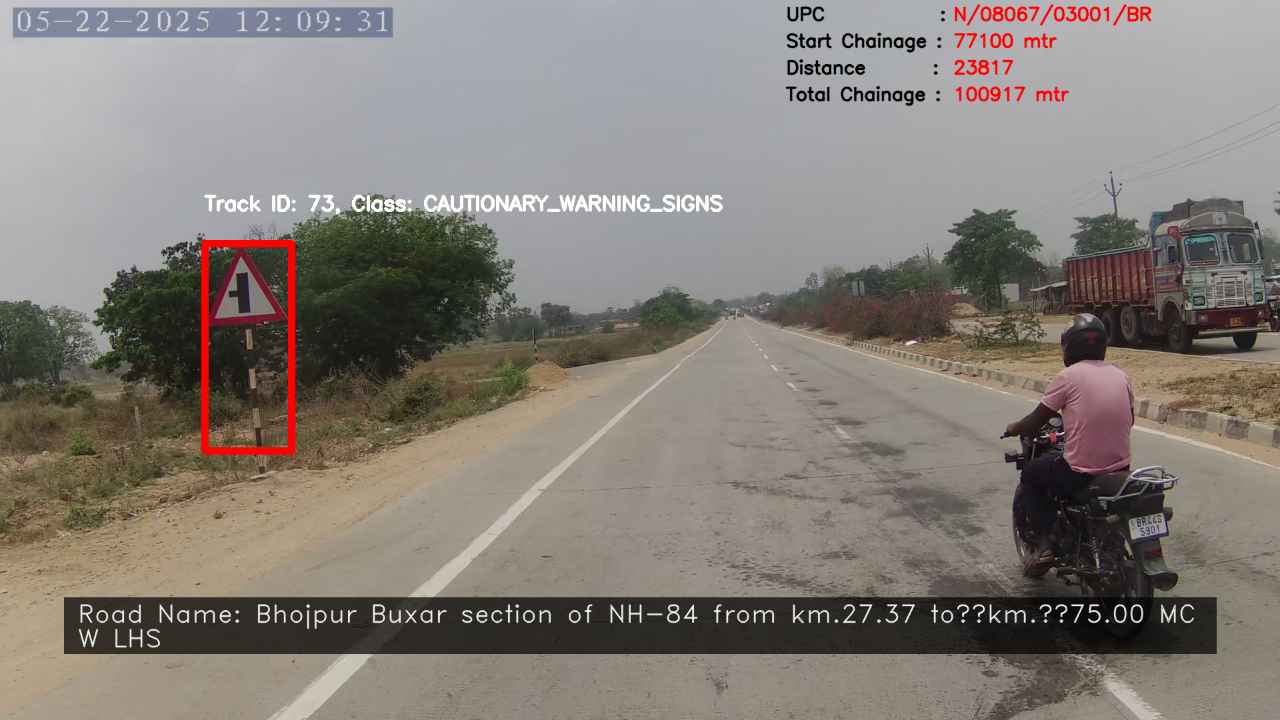 05-22-2025 12:09:31
UPC : N/08067/03001/BR
Start Chainage : 77100 mtr
Distance : 23817
Total Chainage : 100917 mtr
Track ID: 73, Class: CAUTIONARY_WARNING_SIGNS
5901
Road Name: Bhojpur Buxar section of NH-84 from km.27.37 to??km.??75.00 MC
W LHS